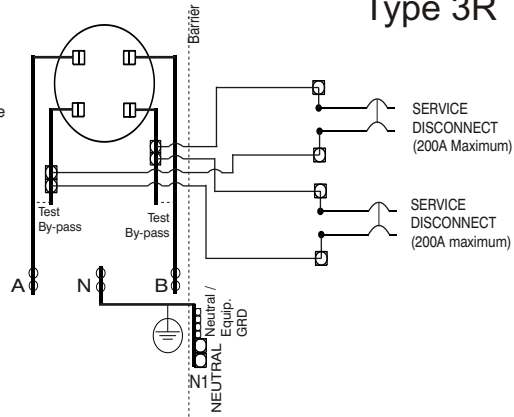 Type 3R
Barrier
e
SERVICE
DISCONNECT
(200A Maximum)
Test
By-pass
Test
By-pass
SERVICE
DISCONNECT
(200A maximum)
A
N
B
Neutral /
Equip.
GRD
NEUTRAL
N1